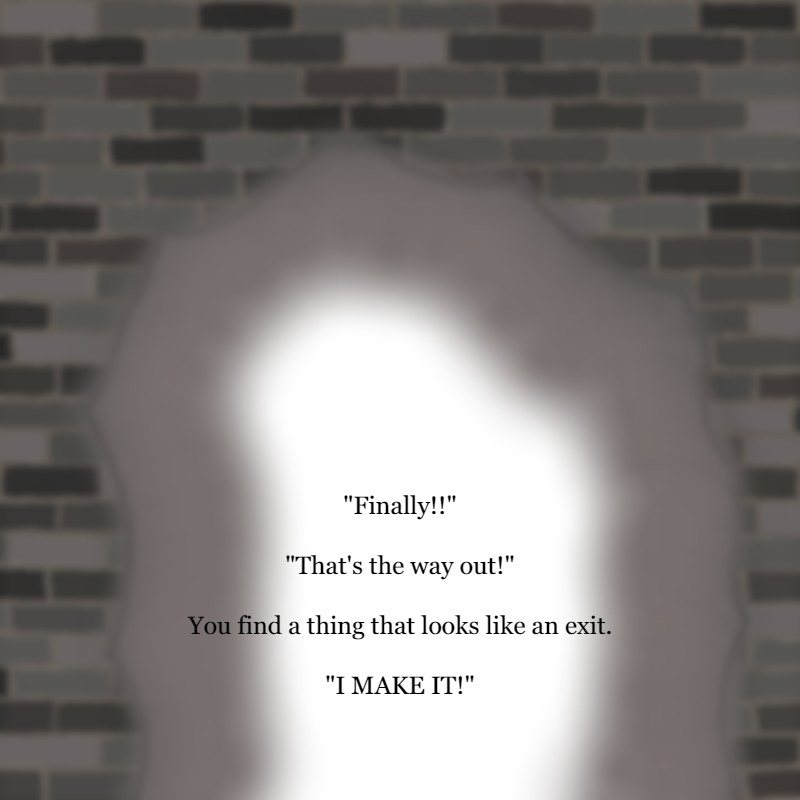 "Finally!!"
"That's the way out!"
You find a thing that looks like an exit.
"I MAKE IT!"